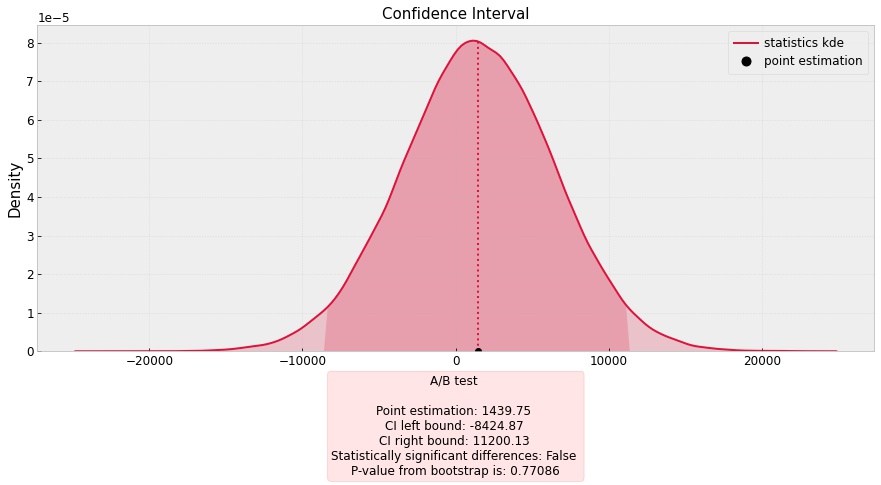 Confidence Interval
1e−5
statistics kde
point estimation
8
7
6
5
4
3
2
1
0
Density
−20000 −10000 0 10000 20000
A/B test
Point estimation: 1439.75
CI left bound: -8424.87
CI right bound: 11200.13
Statistically significant differences: False
P-value from bootstrap is: 0.77086